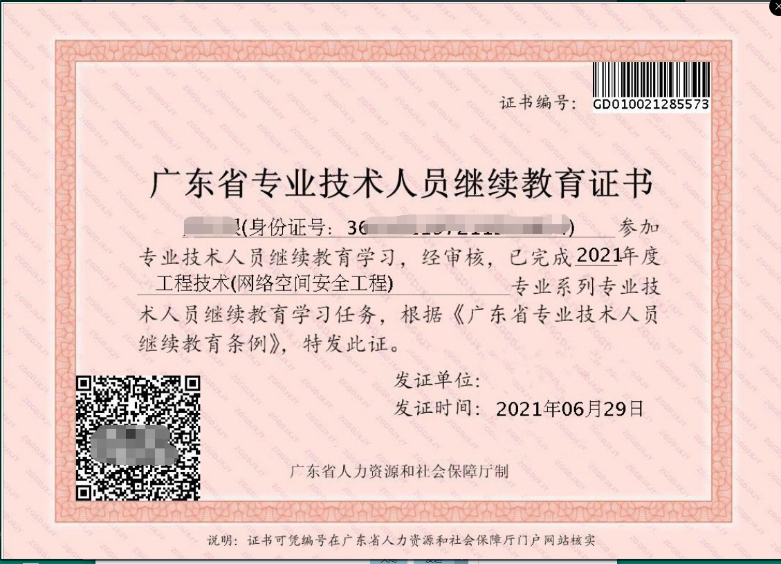 证书编号:
GD010021285573
广东省专业技术人员继续教育证书
(身份证号: 36 ) 参加
专业技术人员继续教育学习, 经审核, 已完成 2021年度
工程技术(网络空间安全工程) 专业系列专业技
术人员继续教育学习任务, 根据《广东省专业技术人员
继续教育条例》, 特发此证。
发证单位:
发证时间: 2021年06月29日
广东省人力资源和社会保障厅制
说明: 证书可凭编号在广东省人力资源和社会保障厅门户网站核实